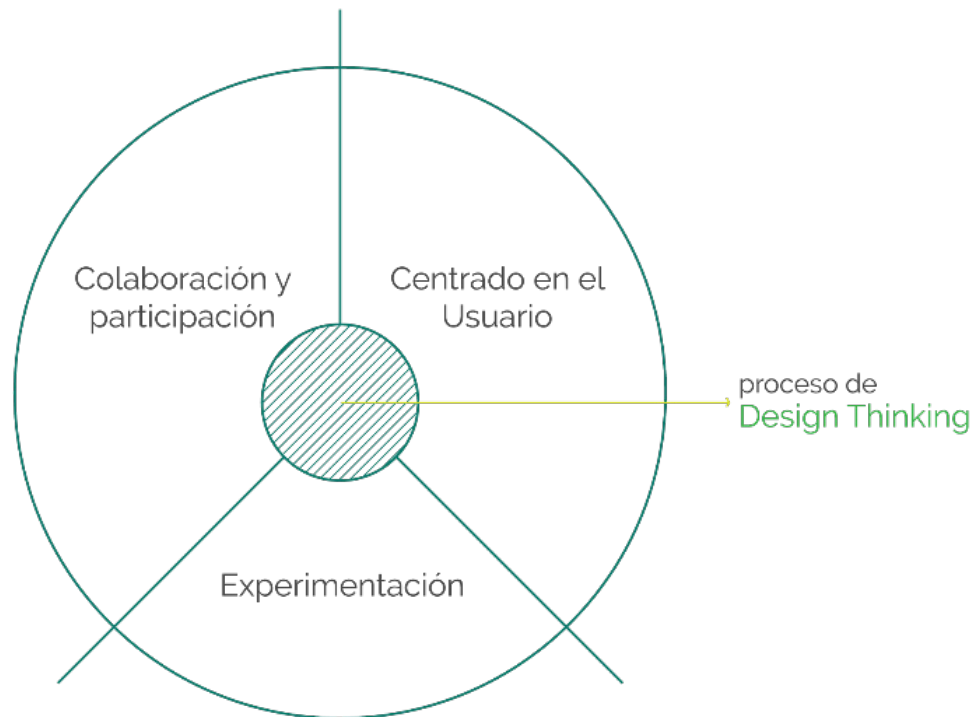 Colaboración y
participación
Centrado en el
Usuario
proceso de
Design Thinking
Experimentación